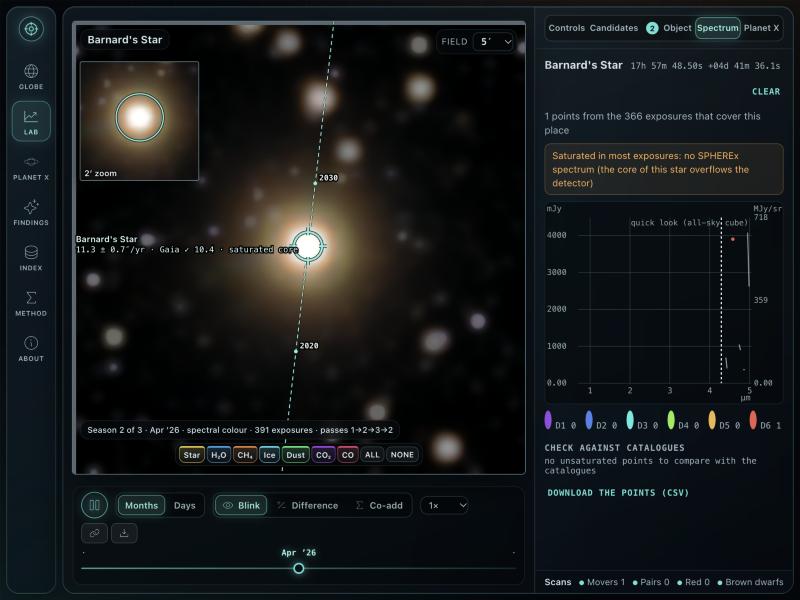 GLOBE
LAB
PLANET X
FINDINGS
INDEX
METHOD
ABOUT
Barnard's Star
FIELD 5′
2′ zoom
2030
Barnard's Star
11.3 ± 0.7″/yr · Gaia ✓ 10.4 · saturated core
2020
Season 2 of 3 · Apr ’26 · spectral colour · 391 exposures · passes 1→2→3→2
Star H₂O CH₄ Ice Dust CO₂ CO ALL NONE
Months Days Blink Difference Co-add 1×
Apr ’26
Controls Candidates 2 Object Spectrum Planet X
Barnard's Star 17h 57m 48.50s +04d 41m 36.1s
CLEAR
1 points from the 366 exposures that cover this
place
Saturated in most exposures: no SPHEREx
spectrum (the core of this star overflows the
detector)
mJy MJy/sr
quick look (all-sky cube) 718
4000
3000
359
2000
1000
0.00 0.00
1 2 3 4 5
µm
D1 0 D2 0 D3 0 D4 0 D5 0 D6 1
CHECK AGAINST CATALOGUES
no unsaturated points to compare with the
catalogues
DOWNLOAD THE POINTS (CSV)
Scans Movers 1 Pairs 0 Red 0 Brown dwarfs